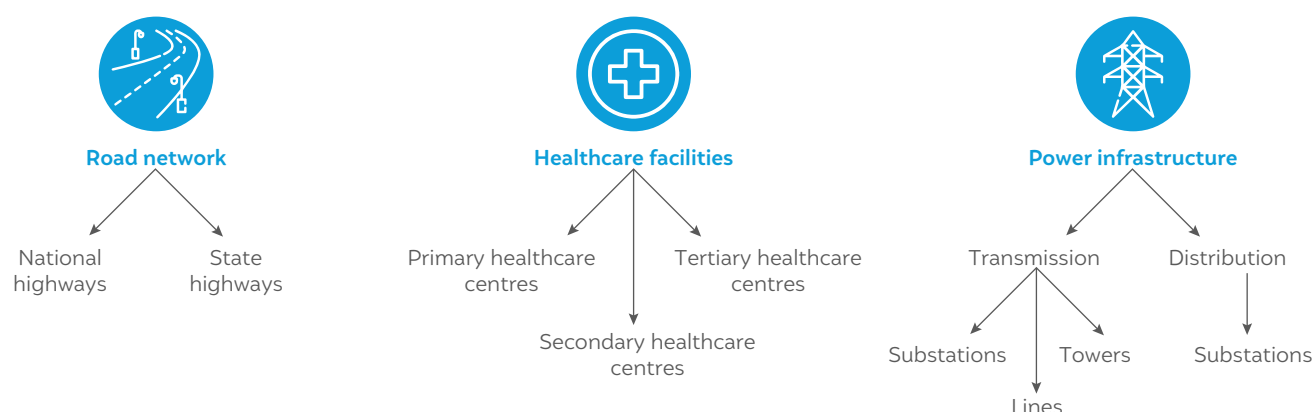 Road network
National
highways
State
highways
Healthcare facilities
Primary healthcare
centres
Tertiary healthcare
centres
Secondary healthcare
centres
Power infrastructure
Transmission
Distribution
Substations
Towers
Substations
Lines